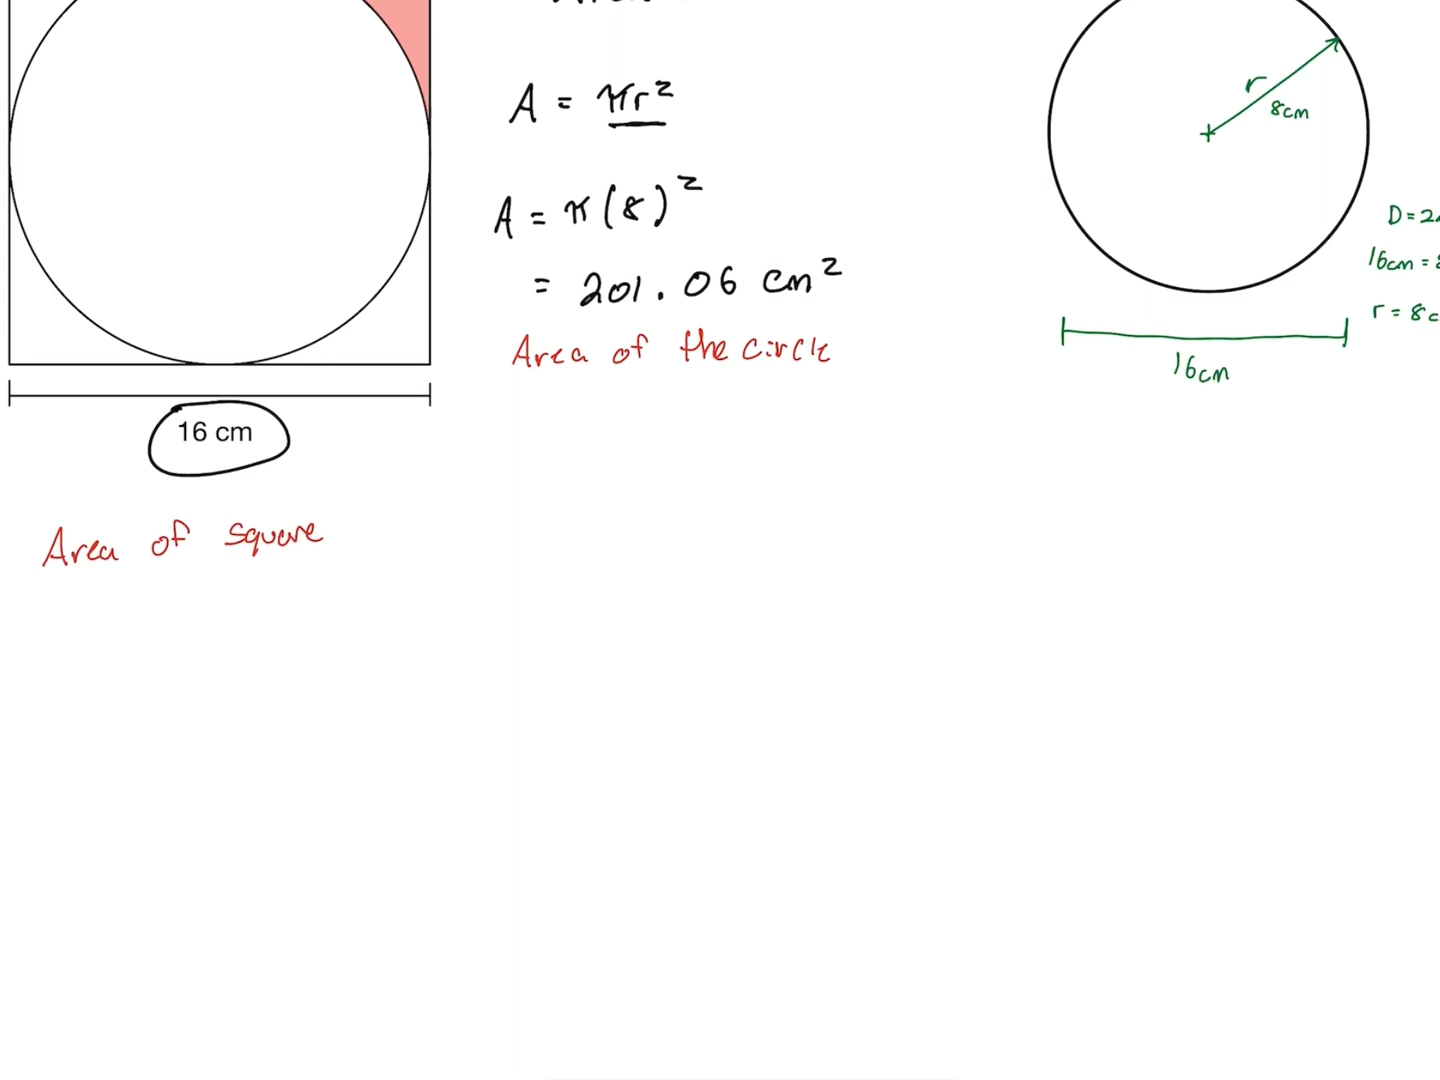 A = πr²
r
8cm
A = π(8)²
D = 2
= 201.06 cm²
16cm =
r = 8c
Area of the circle
16cm
16 cm
Area of square